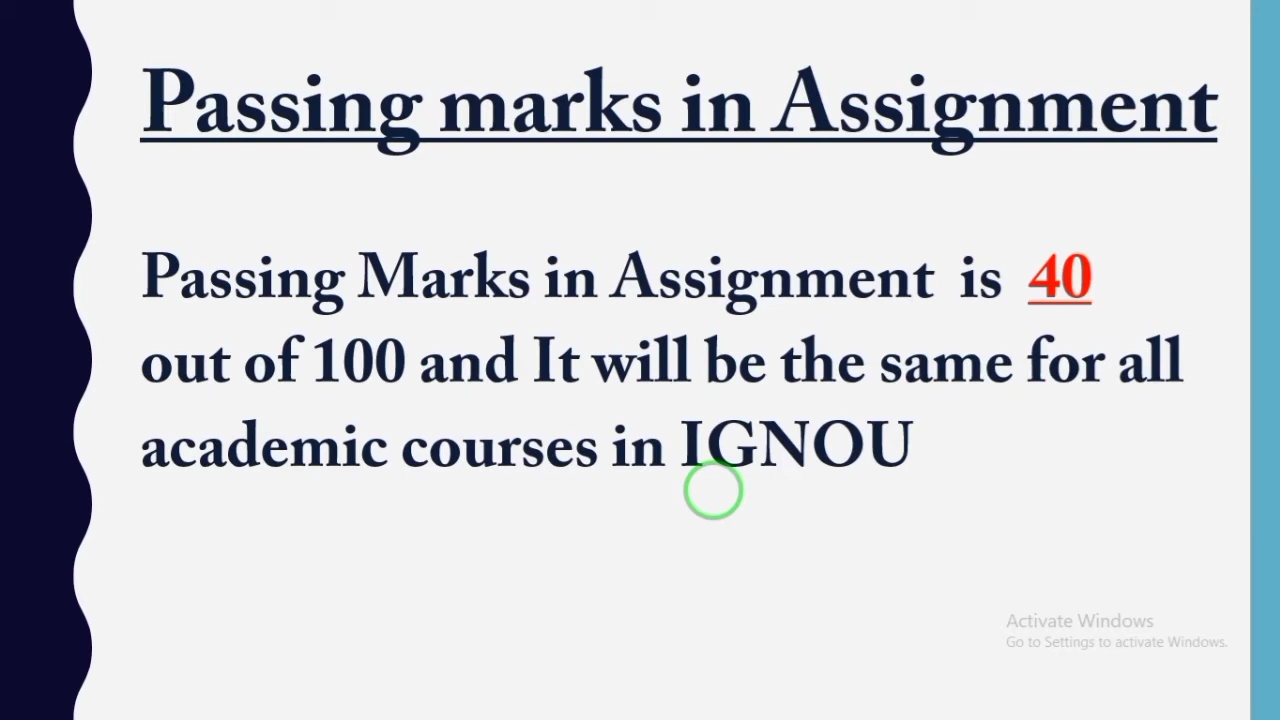 Passing marks in Assignment
Passing Marks in Assignment is 40
out of 100 and It will be the same for all
academic courses in IGNOU
Activate Windows
Go to Settings to activate Windows.